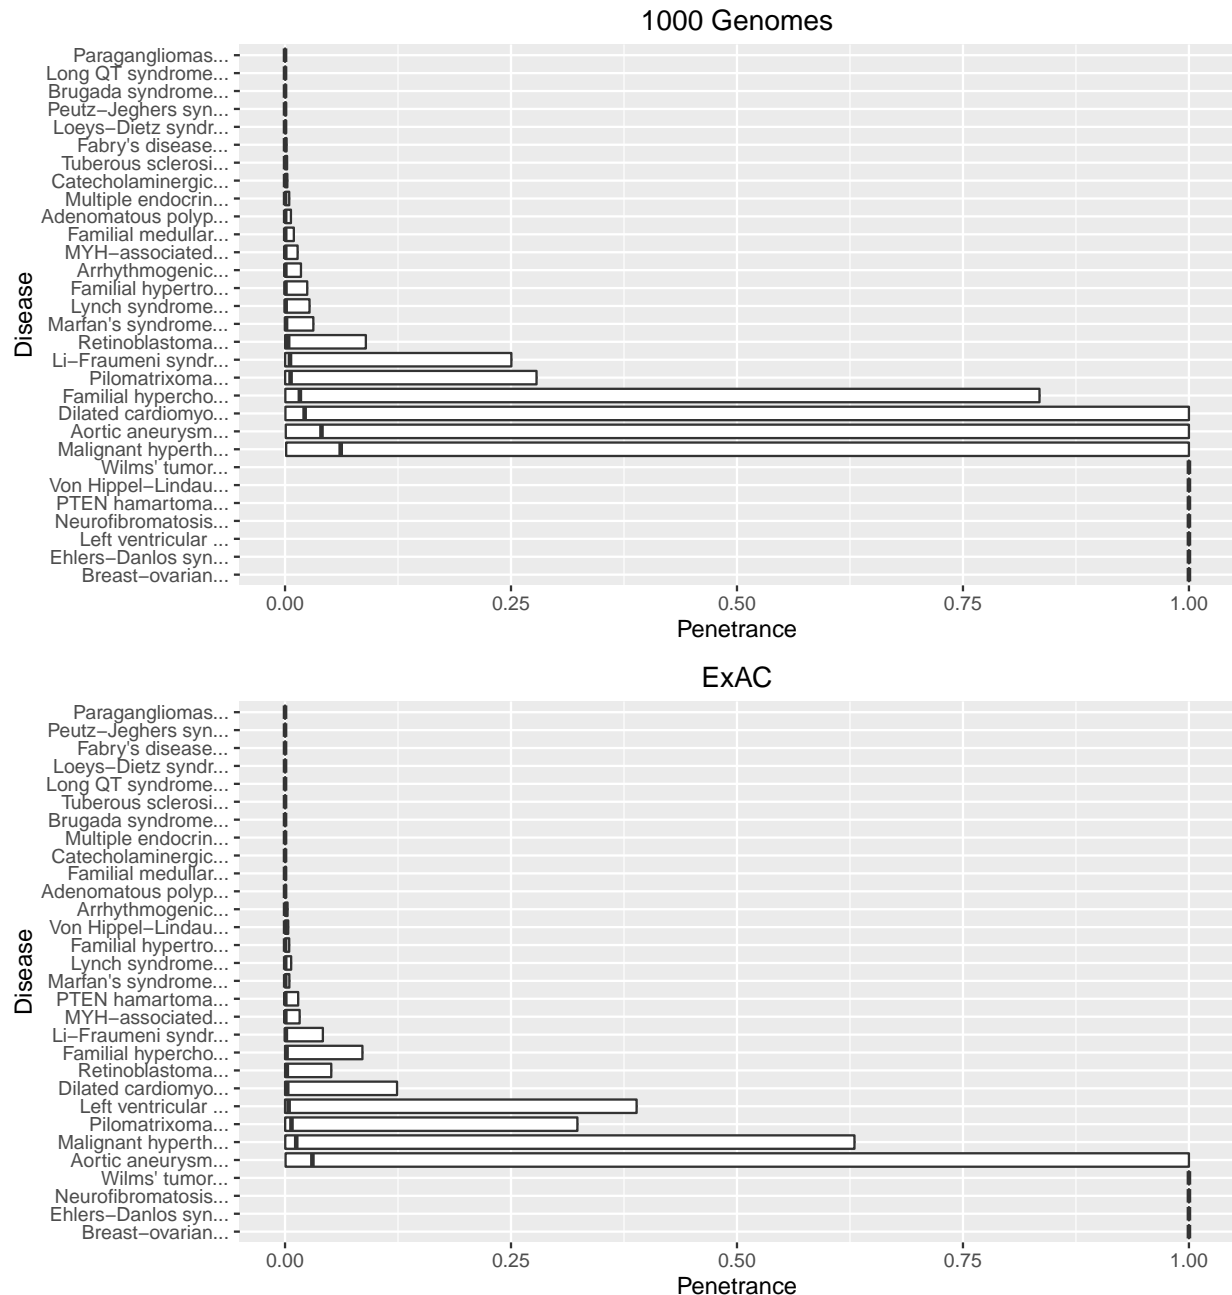 1000 Genomes
Disease
Paragangliomas...
Long QT syndrome...
Brugada syndrome...
Peutz−Jeghers syn...
Loeys−Dietz syndr...
Fabry's disease...
Tuberous sclerosi...
Catecholaminergic...
Multiple endocrin...
Adenomatous polyp...
Familial medullar...
MYH−associated...
Arrhythmogenic...
Familial hypertro...
Lynch syndrome...
Marfan's syndrome...
Retinoblastoma...
Li−Fraumeni syndr...
Pilomatrixoma...
Familial hypercho...
Dilated cardiomyo...
Aortic aneurysm...
Malignant hyperth...
Wilms' tumor...
Von Hippel−Lindau...
PTEN hamartoma...
Neurofibromatosis...
Left ventricular ...
Ehlers−Danlos syn...
Breast−ovarian...
0.00 0.25 0.50 0.75 1.00
Penetrance
ExAC
Disease
Paragangliomas...
Peutz−Jeghers syn...
Fabry's disease...
Loeys−Dietz syndr...
Long QT syndrome...
Tuberous sclerosi...
Brugada syndrome...
Multiple endocrin...
Catecholaminergic...
Familial medullar...
Adenomatous polyp...
Arrhythmogenic...
Von Hippel−Lindau...
Familial hypertro...
Lynch syndrome...
Marfan's syndrome...
PTEN hamartoma...
MYH−associated...
Li−Fraumeni syndr...
Familial hypercho...
Retinoblastoma...
Dilated cardiomyo...
Left ventricular ...
Pilomatrixoma...
Malignant hyperth...
Aortic aneurysm...
Wilms' tumor...
Neurofibromatosis...
Ehlers−Danlos syn...
Breast−ovarian...
0.00 0.25 0.50 0.75 1.00
Penetrance